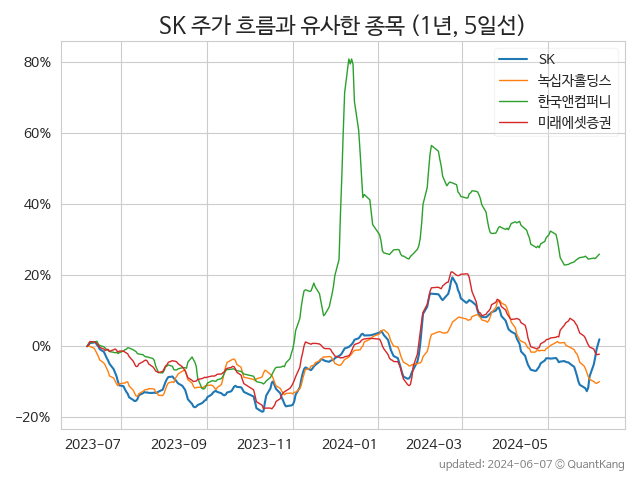 SK 주가 흐름과 유사한 종목 (1년, 5일선)
SK
녹십자홀딩스
한국앤컴퍼니
미래에셋증권
80%
60%
40%
20%
0%
−20%
2023-07
2023-09
2023-11
2024-01
2024-03
2024-05
updated: 2024-06-07 © QuantKang